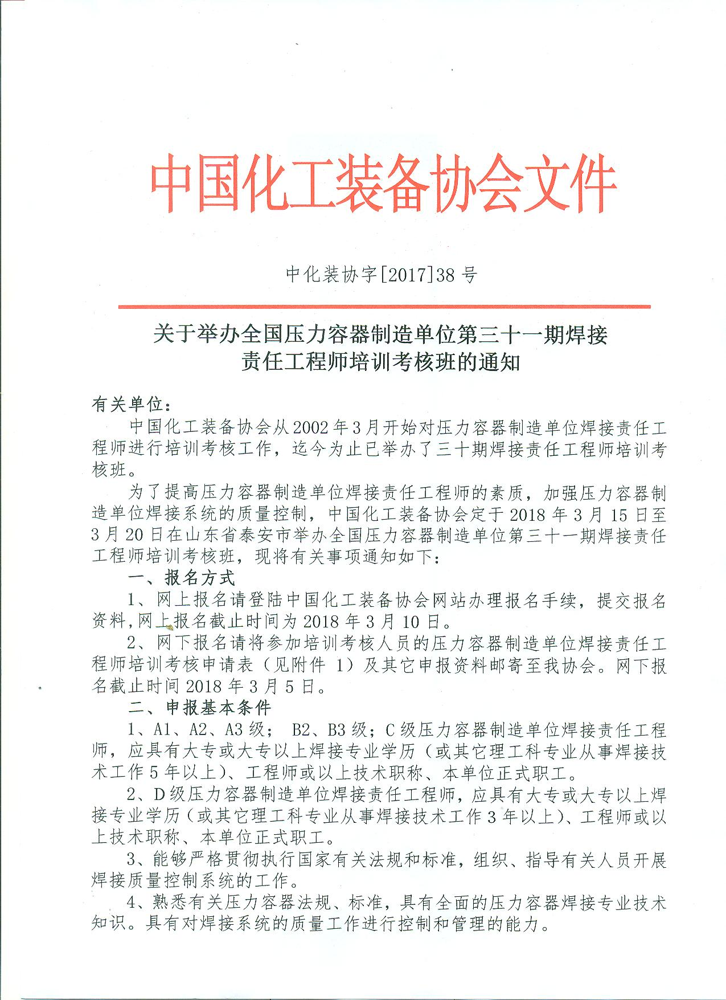 中国化工装备协会文件
中化装协字[2017]38 号
关于举办全国压力容器制造单位第三十一期焊接
责任工程师培训考核班的通知
有关单位：
中国化工装备协会从 2002 年 3 月开始对压力容器制造单位焊接责任工
程师进行培训考核工作，迄今为止已举办了三十期焊接责任工程师培训考
核班。
为了提高压力容器制造单位焊接责任工程师的素质，加强压力容器制
造单位焊接系统的质量控制，中国化工装备协会定于 2018 年 3 月 15 日至
3 月 20 日在山东省泰安市举办全国压力容器制造单位第三十一期焊接责任
工程师培训考核班，现将有关事项通知如下：
一、报名方式
1、网上报名请登陆中国化工装备协会网站办理报名手续，提交报名
资料,网上报名截止时间为 2018 年 3 月 10 日。
2、网下报名请将参加培训考核人员的压力容器制造单位焊接责任工
程师培训考核申请表（见附件 1）及其它申报资料邮寄至我协会。网下报
名截止时间 2018 年 3 月 5 日。
二、申报基本条件
1、A1、A2、A3 级； B2、B3 级；C 级压力容器制造单位焊接责任工程
师，应具有大专或大专以上焊接专业学历（或其它理工科专业从事焊接技
术工作 5 年以上）、工程师或以上技术职称、本单位正式职工。
2、D 级压力容器制造单位焊接责任工程师，应具有大专或大专以上焊
接专业学历（或其它理工科专业从事焊接技术工作 3 年以上）、工程师或以
上技术职称、本单位正式职工。
3、能够严格贯彻执行国家有关法规和标准，组织、指导有关人员开展
焊接质量控制系统的工作。
4、熟悉有关压力容器法规、标准，具有全面的压力容器焊接专业技术
知识。具有对焊接系统的质量工作进行控制和管理的能力。